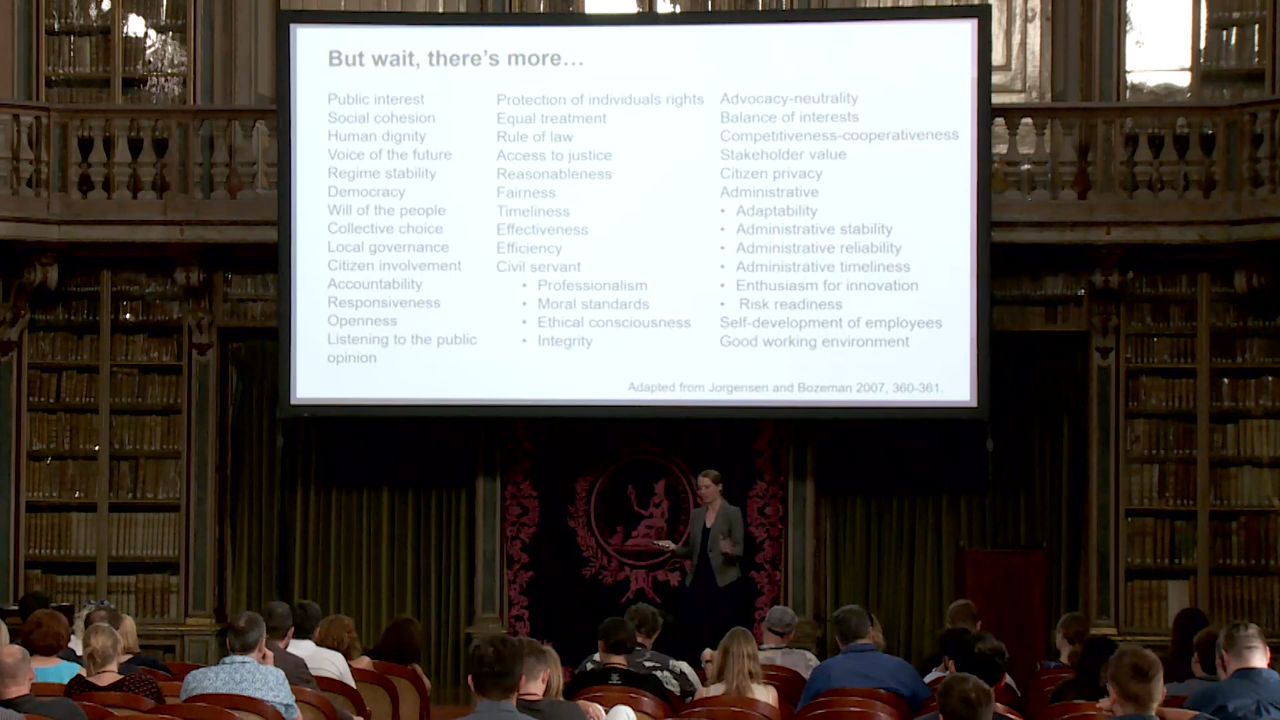 But wait, there's more…
Public interest
Social cohesion
Human dignity
Voice of the future
Regime stability
Democracy
Will of the people
Collective choice
Local governance
Citizen involvement
Accountability
Responsiveness
Openness
Listening to the public
opinion
Protection of individuals rights
Equal treatment
Rule of law
Access to justice
Reasonableness
Fairness
Timeliness
Effectiveness
Efficiency
Civil servant
• Professionalism
• Moral standards
• Ethical consciousness
• Integrity
Advocacy-neutrality
Balance of interests
Competitiveness-cooperativeness
Stakeholder value
Citizen privacy
Administrative
• Adaptability
• Administrative stability
• Administrative reliability
• Administrative timeliness
• Enthusiasm for innovation
• Risk readiness
Self-development of employees
Good working environment
Adapted from Jorgensen and Bozeman 2007, 360-361.